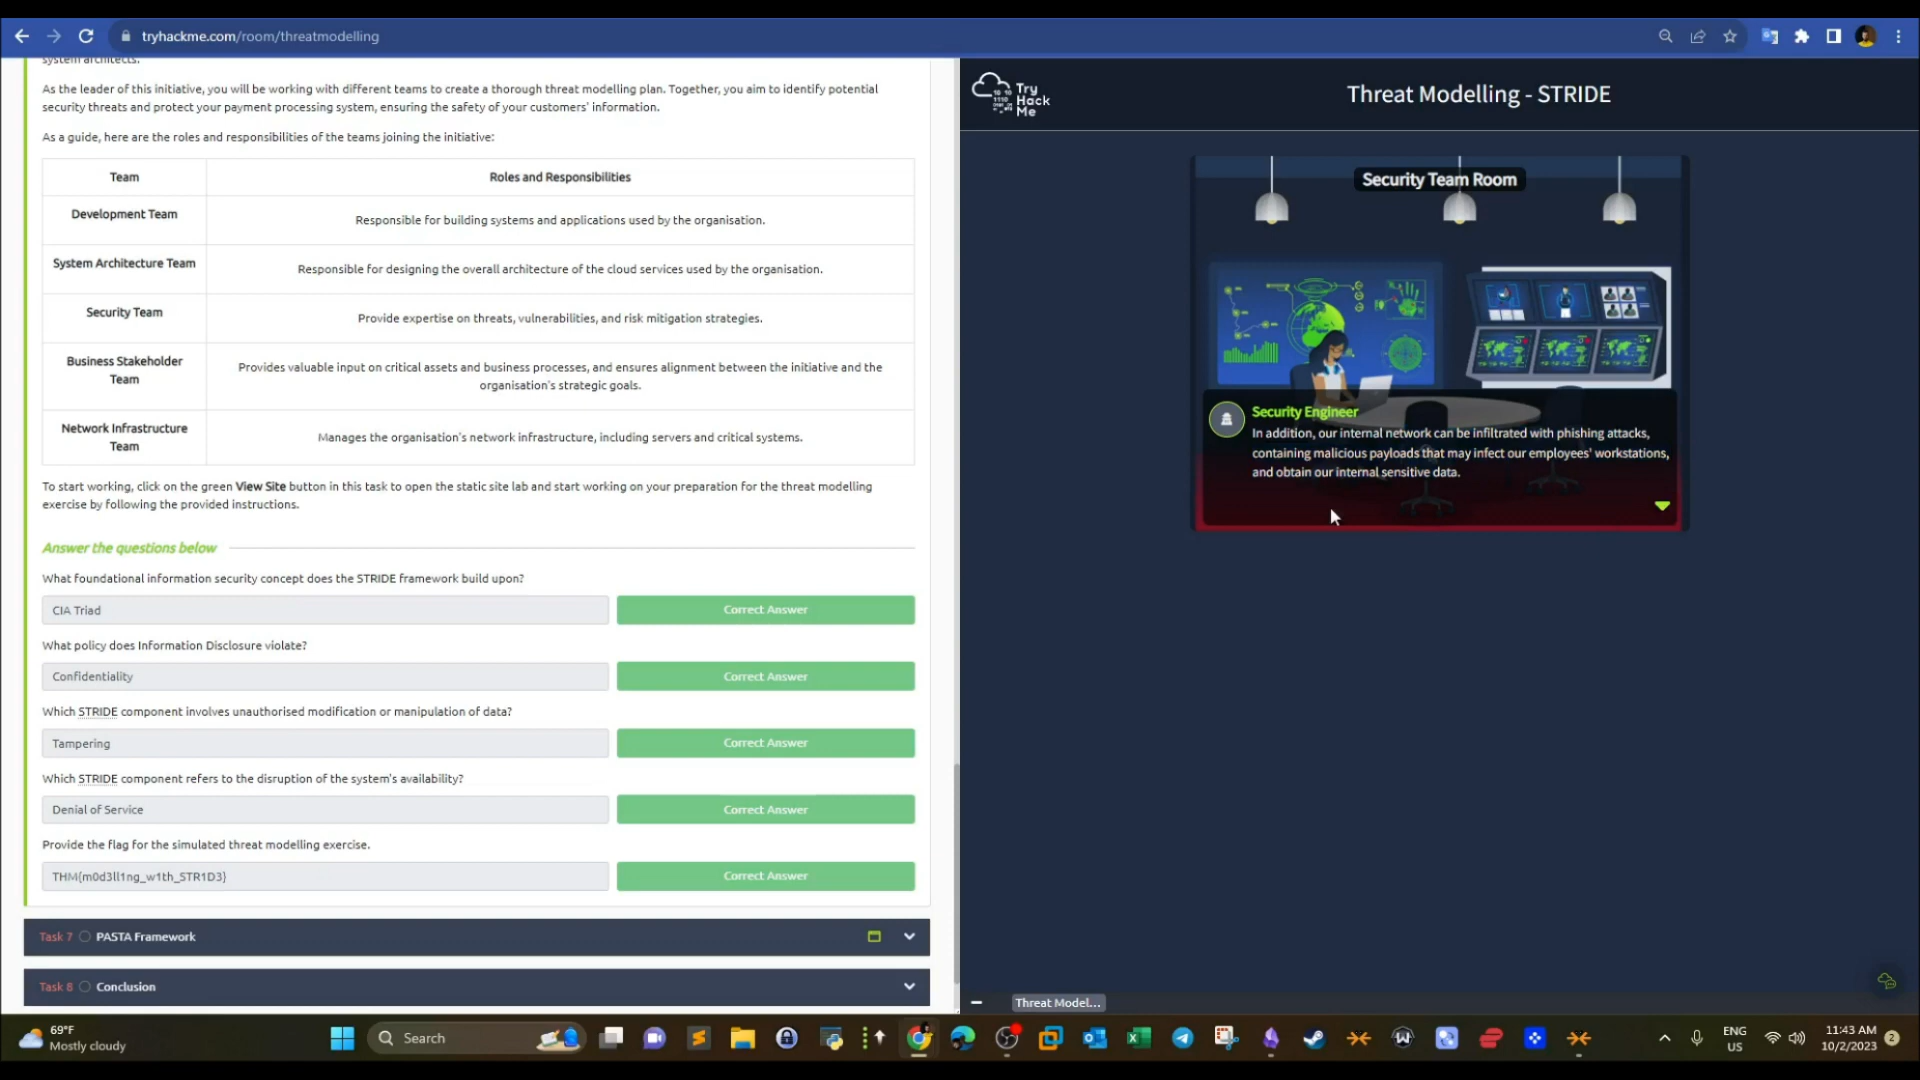 tryhackme.com/room/threatmodelling
system architects.
As the leader of this initiative, you will be working with different teams to create a thorough threat modelling plan. Together, you aim to identify potential
security threats and protect your payment processing system, ensuring the safety of your customers' information.
As a guide, here are the roles and responsibilities of the teams joining the initiative:
Team
Roles and Responsibilities
Development Team
Responsible for building systems and applications used by the organisation.
System Architecture Team
Responsible for designing the overall architecture of the cloud services used by the organisation.
Security Team
Provide expertise on threats, vulnerabilities, and risk mitigation strategies.
Business Stakeholder
Team
Provides valuable input on critical assets and business processes, and ensures alignment between the initiative and the
organisation's strategic goals.
Network Infrastructure
Team
Manages the organisation's network infrastructure, including servers and critical systems.
To start working, click on the green View Site button in this task to open the static site lab and start working on your preparation for the threat modelling
exercise by following the provided instructions.
Answer the questions below
What foundational information security concept does the STRIDE framework build upon?
CIA Triad
Correct Answer
What policy does Information Disclosure violate?
Confidentiality
Correct Answer
Which STRIDE component involves unauthorised modification or manipulation of data?
Tampering
Correct Answer
Which STRIDE component refers to the disruption of the system's availability?
Denial of Service
Correct Answer
Provide the flag for the simulated threat modelling exercise.
THM{m0d3ll1ng_w1th_STR1D3}
Correct Answer
Task 7 PASTA Framework
Task 8 Conclusion
Try
Hack
Me
Threat Modelling - STRIDE
Security Team Room
Security Engineer
In addition, our internal network can be infiltrated with phishing attacks,
containing malicious payloads that may infect our employees' workstations,
and obtain our internal sensitive data.
Threat Model...
69°F
Mostly cloudy
Search
ENG
US
11:43 AM
10/2/2023
2